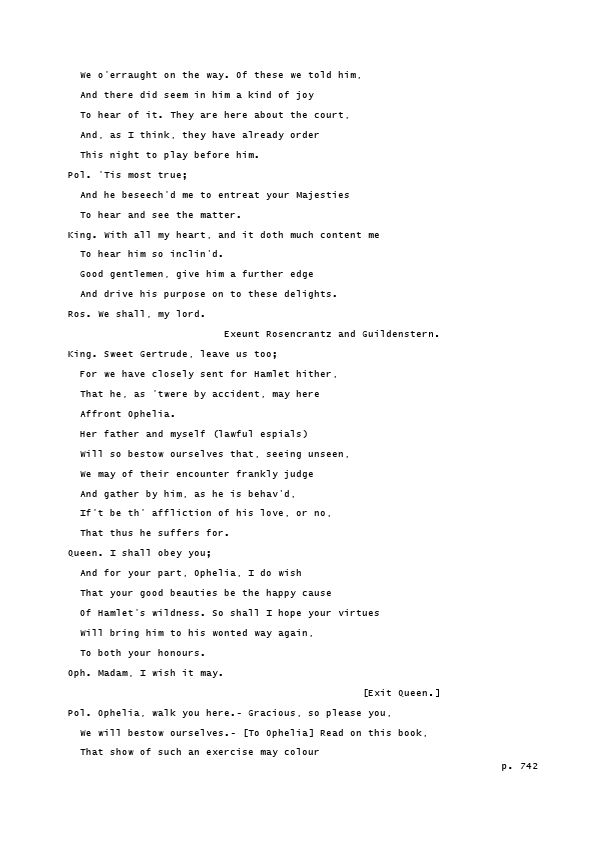 We o'erraught on the way. Of these we told him,
And there did seem in him a kind of joy
To hear of it. They are here about the court,
And, as I think, they have already order
This night to play before him.
Pol. 'Tis most true;
And he beseech'd me to entreat your Majesties
To hear and see the matter.
King. With all my heart, and it doth much content me
To hear him so inclin'd.
Good gentlemen, give him a further edge
And drive his purpose on to these delights.
Ros. We shall, my lord.
Exeunt Rosencrantz and Guildenstern.
King. Sweet Gertrude, leave us too;
For we have closely sent for Hamlet hither,
That he, as 'twere by accident, may here
Affront Ophelia.
Her father and myself (lawful espials)
Will so bestow ourselves that, seeing unseen,
We may of their encounter frankly judge
And gather by him, as he is behav'd,
If't be th' affliction of his love, or no,
That thus he suffers for.
Queen. I shall obey you;
And for your part, Ophelia, I do wish
That your good beauties be the happy cause
Of Hamlet's wildness. So shall I hope your virtues
Will bring him to his wonted way again,
To both your honours.
Oph. Madam, I wish it may.
[Exit Queen.]
Pol. Ophelia, walk you here.- Gracious, so please you,
We will bestow ourselves.- [To Ophelia] Read on this book,
That show of such an exercise may colour
p. 742